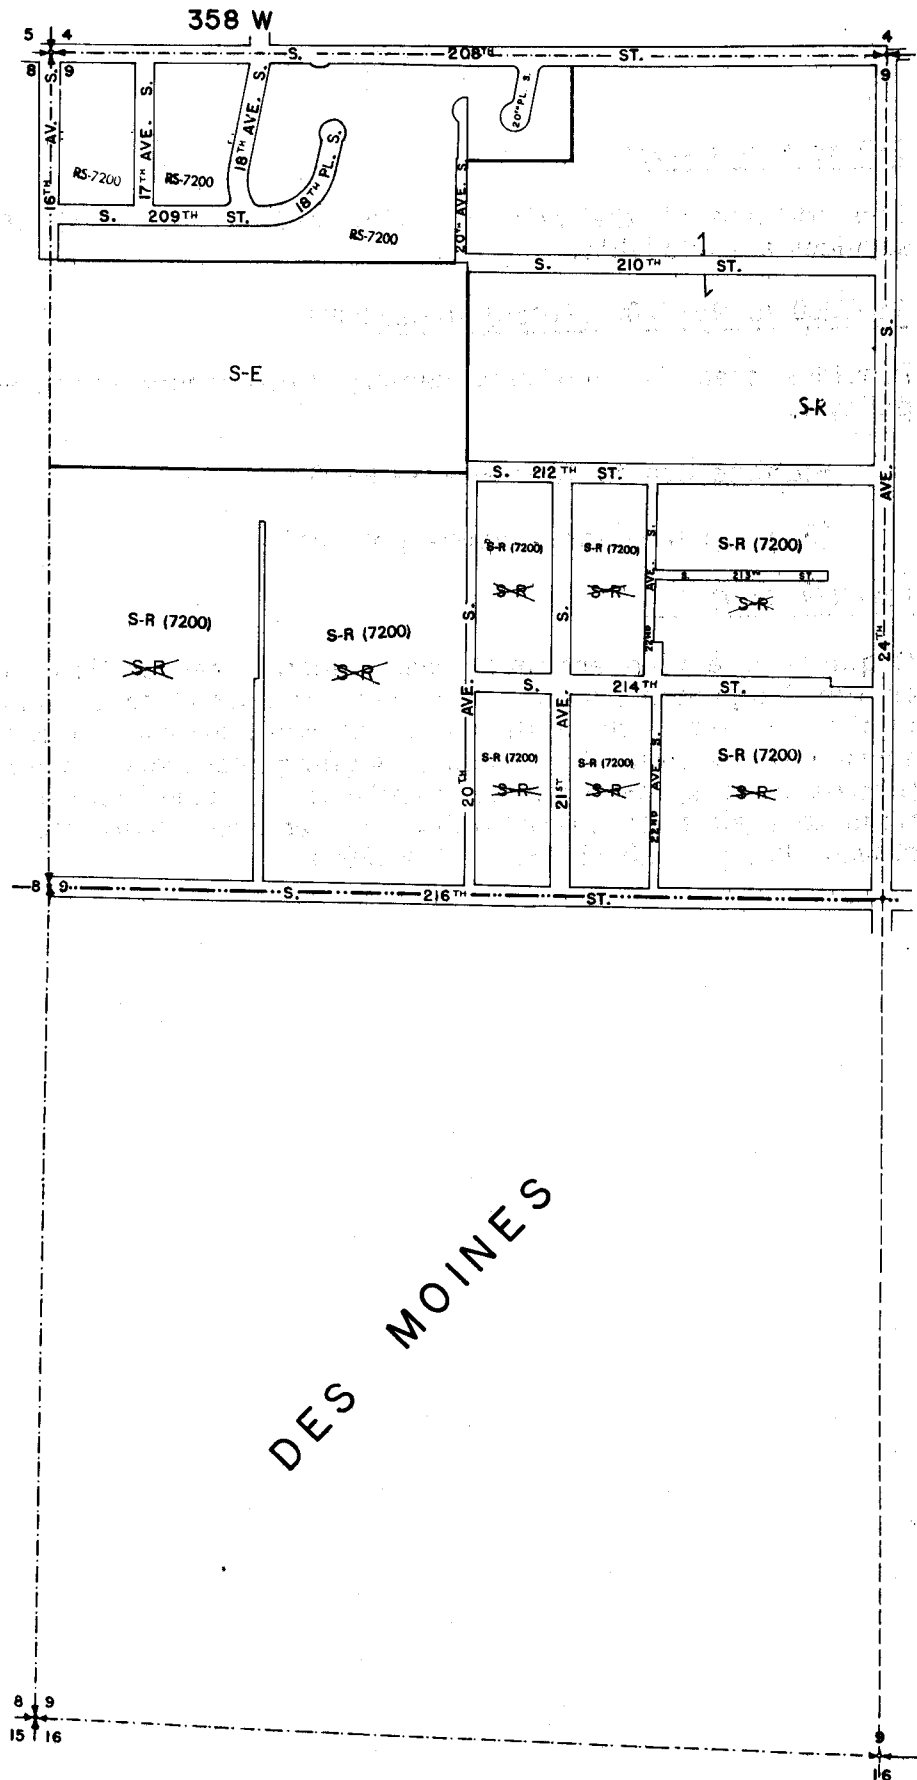 358 W
5 4
4
S. 208TH ST.
8 9
9
16TH AV. S.
17TH AVE. S.
18TH AVE. S.
18TH PL. S.
20TH PL. S.
20TH AVE. S.
RS-7200
RS-7200
S. 209TH ST.
RS-7200
S. 210TH ST.
S-E
S-R
S. 212TH ST.
24TH AVE. S.
S-R (7200)
S-R (7200)
S-R (7200)
S. 213TH ST.
S-R
S-R
S-R
S-R (7200)
S-R (7200)
S-R
S-R
22ND AVE. S.
20TH AVE. S.
21ST AVE. S.
S. 214TH ST.
S-R (7200)
S-R (7200)
S-R (7200)
S-R
S-R
S-R
22ND AVE. S.
8 9
S. 216TH ST.
DES MOINES
8 9
15 16
9
16